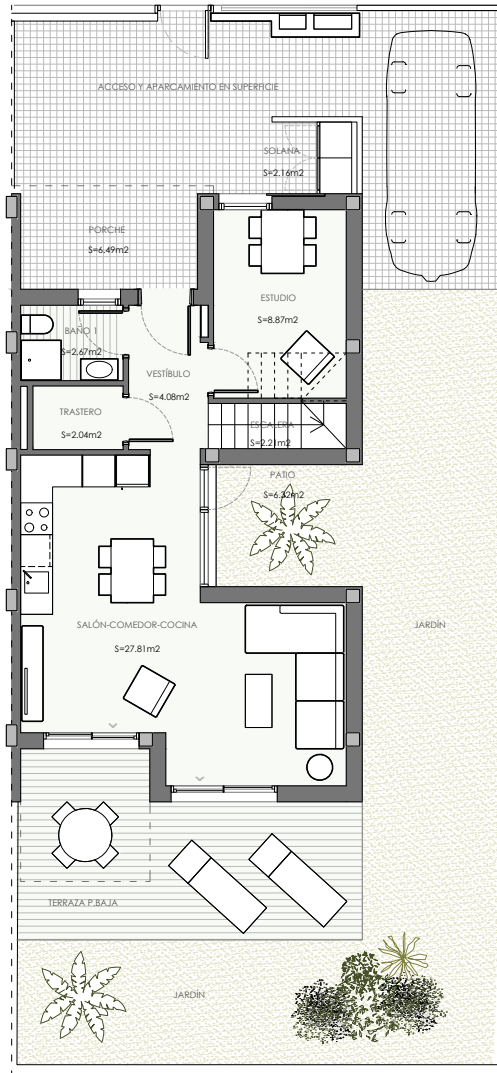 ACCESO Y APARCAMIENTO EN SUPERFICIE
SOLANA
S=2.16m2
PORCHE
S=6.49m2
ESTUDIO
S=8.87m2
BAÑO 1
S=2.67m2
VESTÍBULO
S=4.08m2
TRASTERO
S=2.04m2
ESCALERA
S=2.21m2
PATIO
S=6.32m2
SALÓN-COMEDOR-COCINA
S=27.81m2
JARDÍN
TERRAZA P.BAJA
JARDÍN